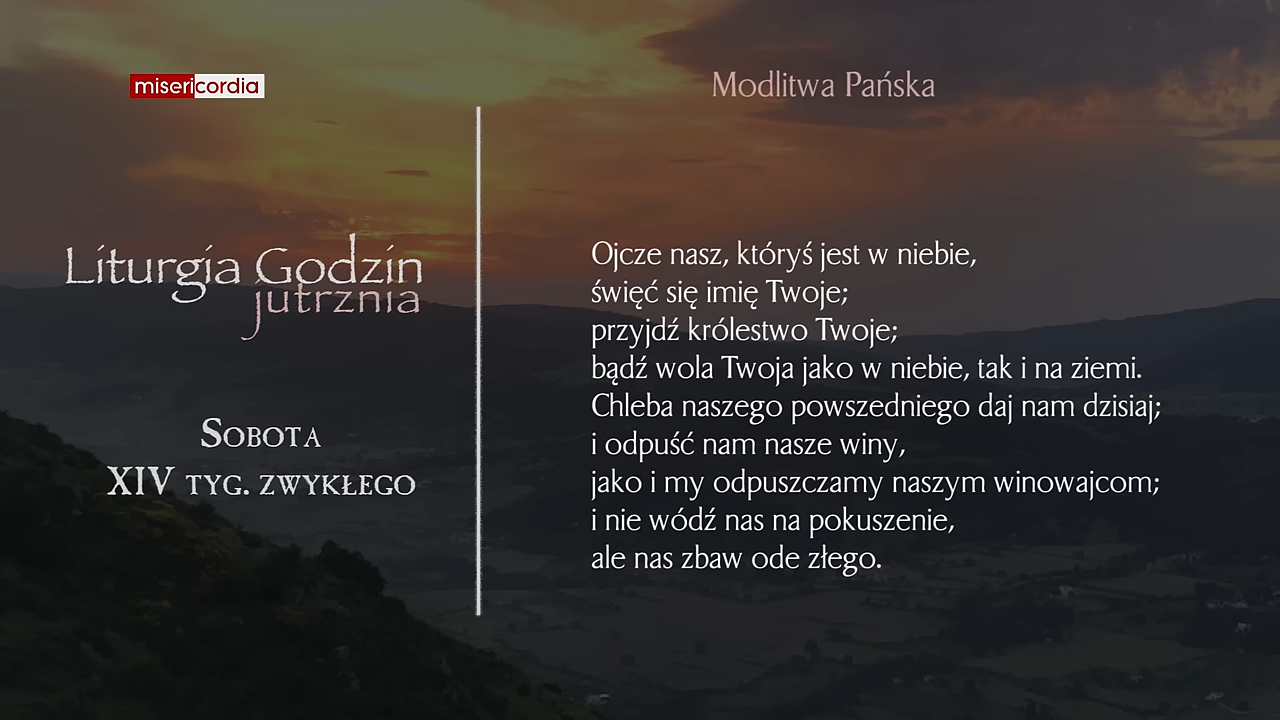 misericordia
Liturgia Godzin
jutrznia
Sobota
XIV tyg. zwykłego
Modlitwa Pańska
Ojcze nasz, któryś jest w niebie,
święć się imię Twoje;
przyjdź królestwo Twoje;
bądź wola Twoja jako w niebie, tak i na ziemi.
Chleba naszego powszedniego daj nam dzisiaj;
i odpuść nam nasze winy,
jako i my odpuszczamy naszym winowajcom;
i nie wódź nas na pokuszenie,
ale nas zbaw ode złego.